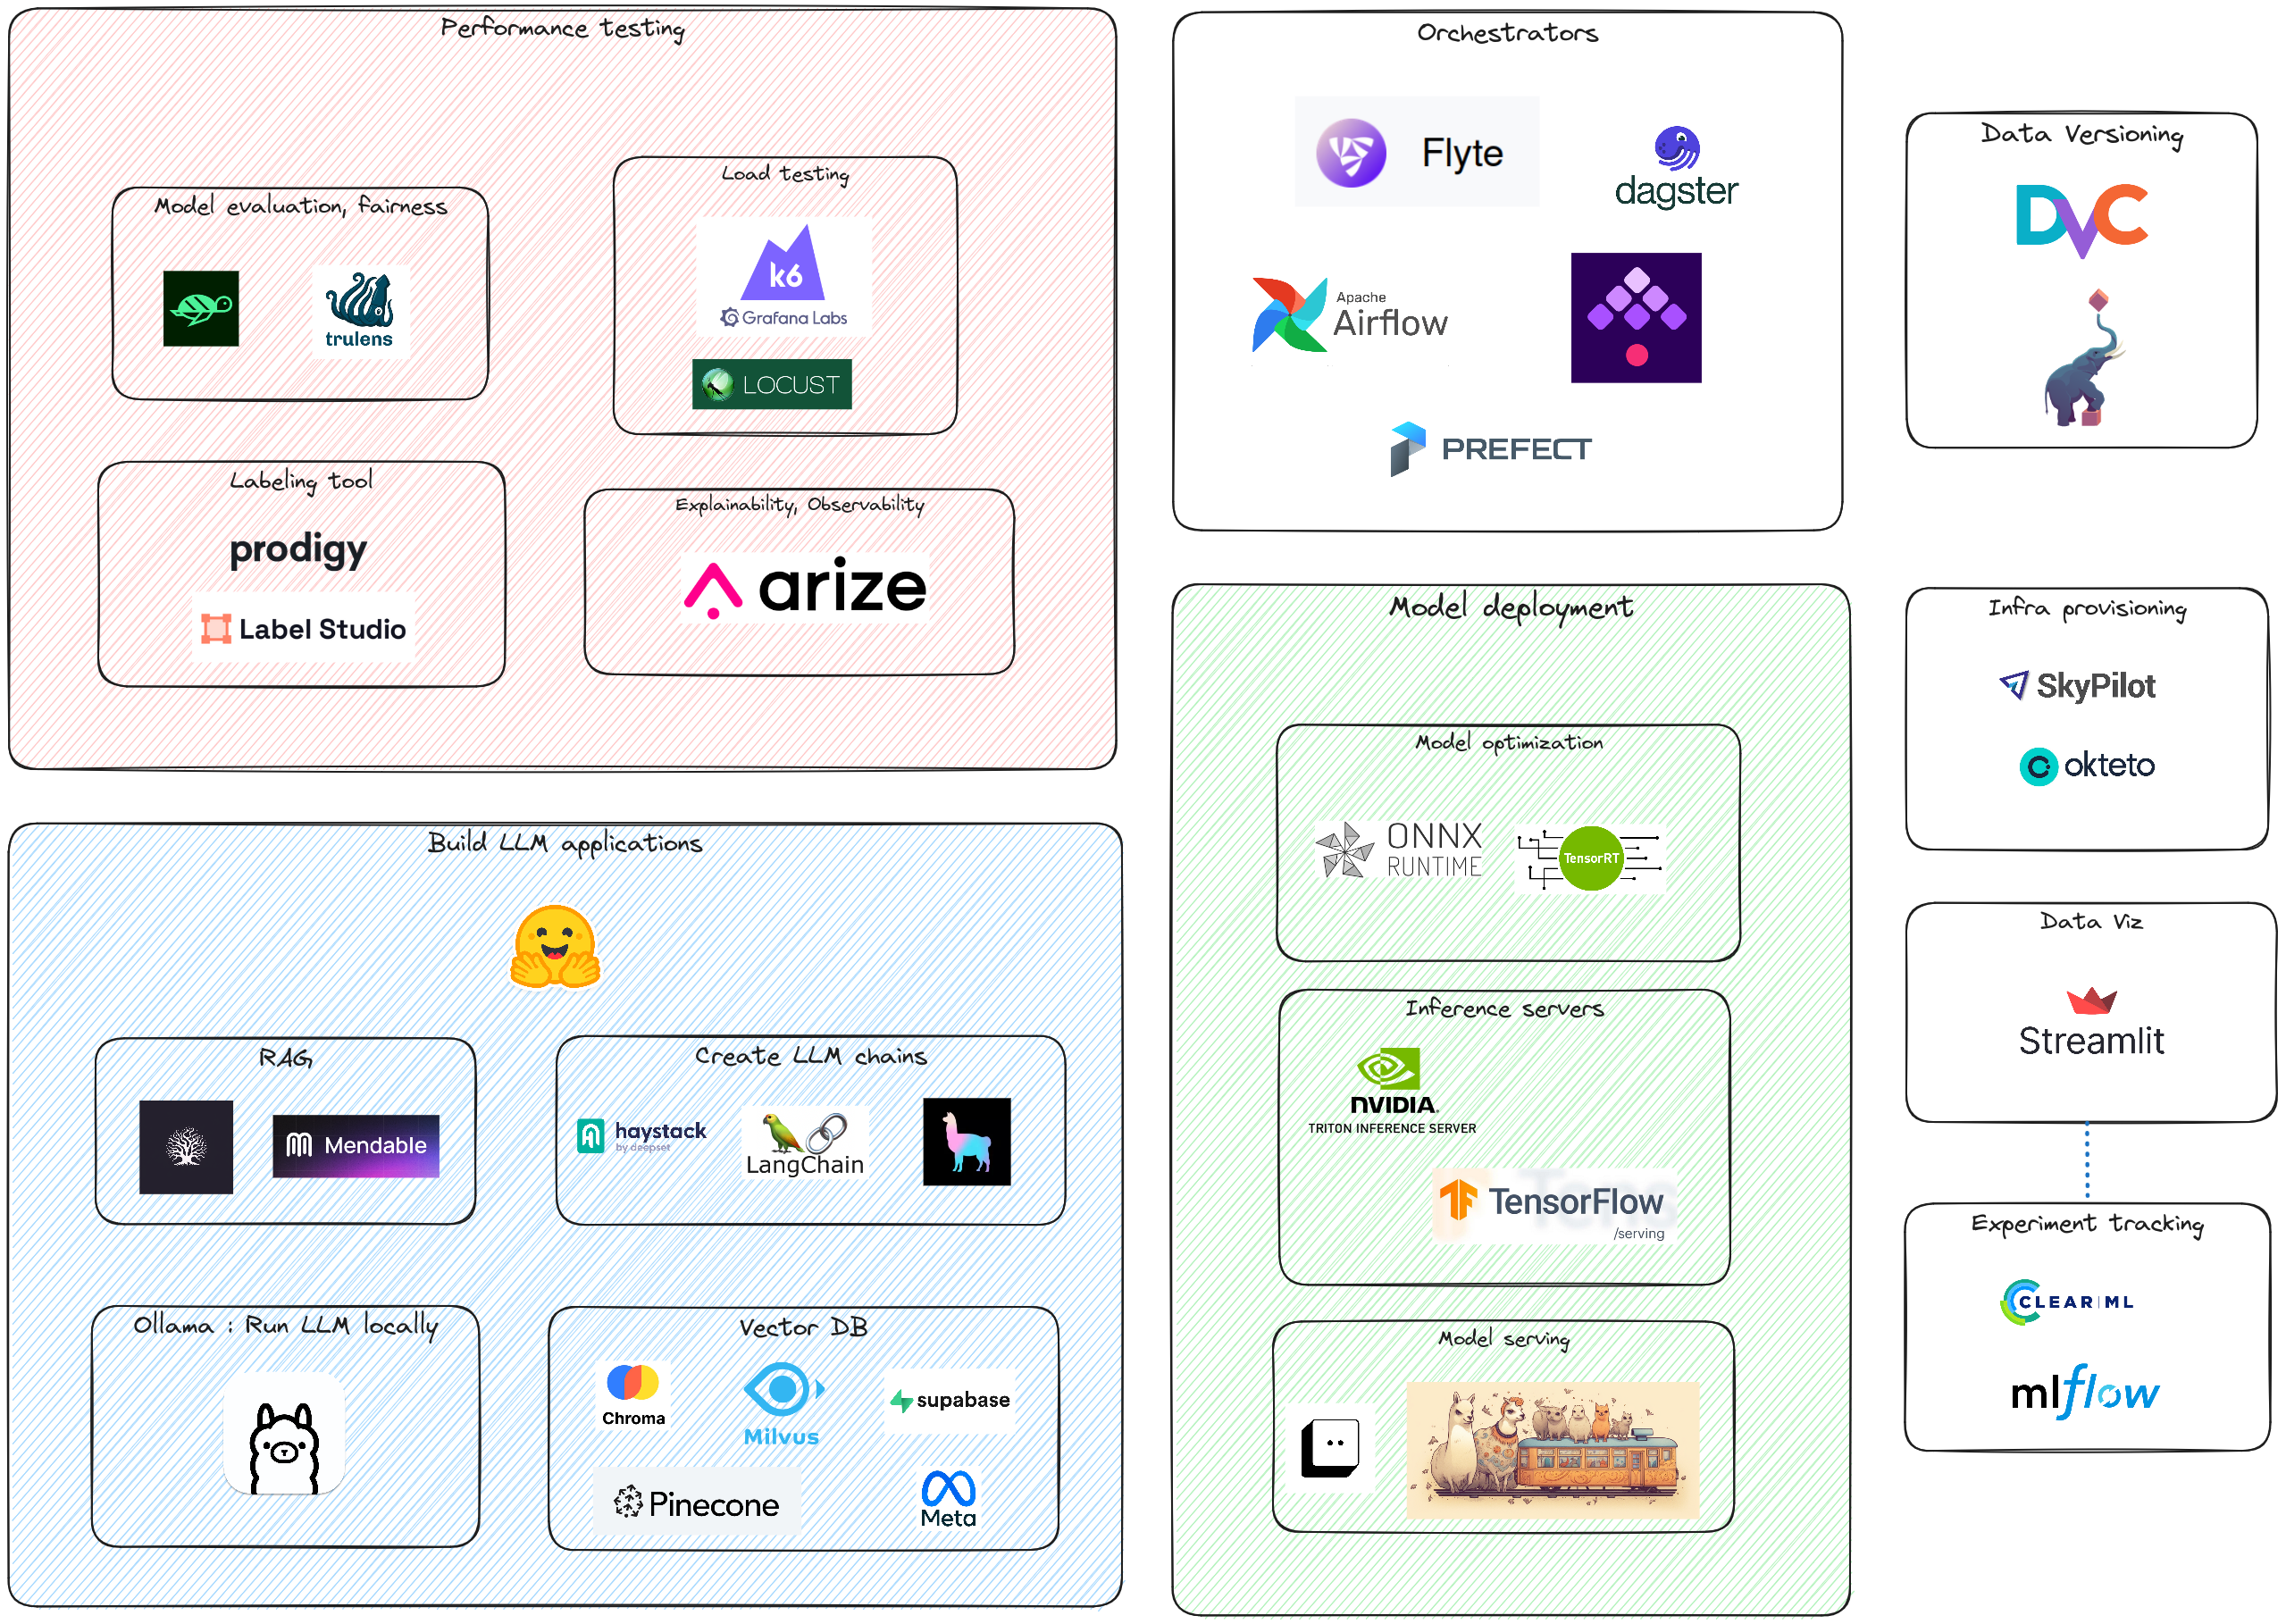 Performance testing
Model evaluation, fairness
trulens
Load testing
k6
Grafana Labs
LOCUST
Labeling tool
prodigy
Label Studio
Explainability, Observability
arize
Orchestrators
Flyte
dagster
Apache
Airflow
PREFECT
Data Versioning
DVC
Build LLM applications
RAG
Mendable
Create LLM chains
haystack
by deepset
LangChain
Ollama : Run LLM locally
Vector DB
Chroma
Milvus
supabase
Pinecone
Meta
Model deployment
Model optimization
ONNX
RUNTIME
TensorRT
Inference servers
NVIDIA.
TRITON INFERENCE SERVER
TensorFlow
/serving
Model serving
Infra provisioning
SkyPilot
okteto
Data Viz
Streamlit
Experiment tracking
CLEAR|ML
mlflow